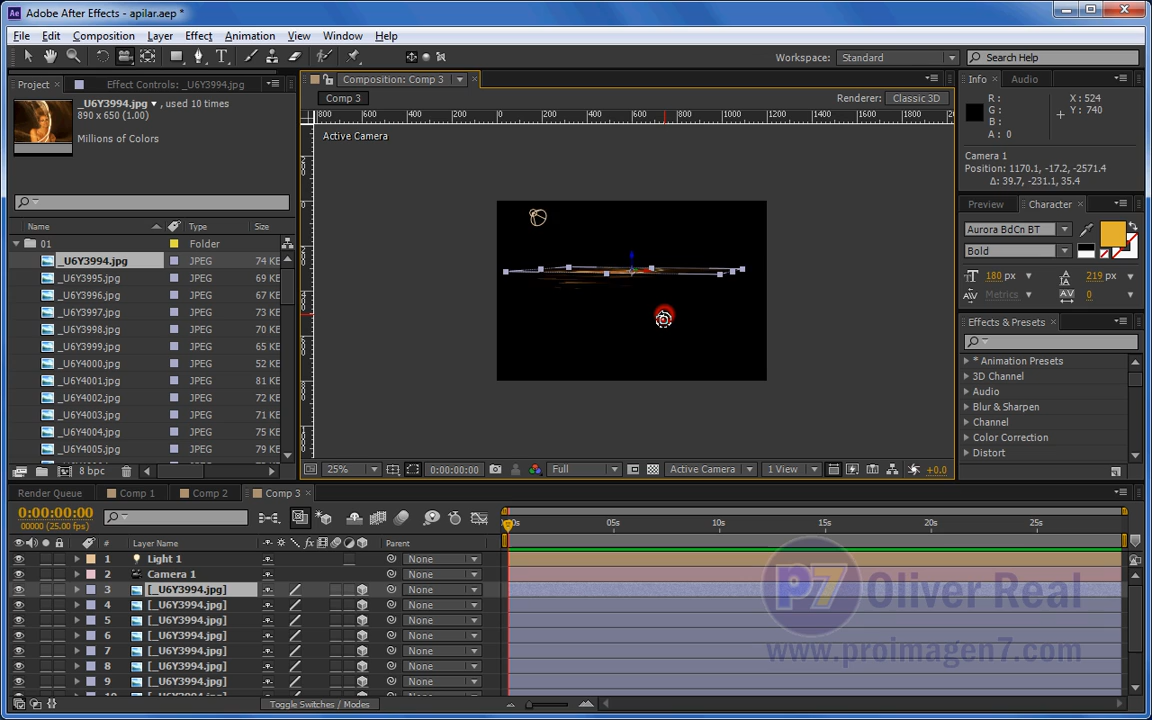 Adobe After Effects - apilar.aep *
File Edit Composition Layer Effect Animation View Window Help
Workspace: Standard Search Help
Project Effect Controls: _U6Y3994.jpg
Composition: Comp 3
Info Audio
_U6Y3994.jpg, used 10 times
890 x 650 (1.00)
Millions of Colors
Comp 3
Renderer: Classic 3D
Active Camera
R:
G:
B:
A: 0
X: 524
Y: 740
Camera 1
Position: 1170.1, -17.2, -2571.4
Δ: 39.7, -231.1, 35.4
Preview Character
Aurora BdCn BT
Bold
180 px 219 px
Metrics 0
Effects & Presets
* Animation Presets
3D Channel
Audio
Blur & Sharpen
Channel
Color Correction
Distort
Name Type Size
01 Folder
_U6Y3994.jpg JPEG 74 KB
_U6Y3995.jpg JPEG 69 KB
_U6Y3996.jpg JPEG 67 KB
_U6Y3997.jpg JPEG 73 KB
_U6Y3998.jpg JPEG 70 KB
_U6Y3999.jpg JPEG 66 KB
_U6Y4000.jpg JPEG 52 KB
_U6Y4001.jpg JPEG 81 KB
_U6Y4002.jpg JPEG 72 KB
_U6Y4003.jpg JPEG 71 KB
_U6Y4004.jpg JPEG 75 KB
_U6Y4005.jpg JPEG 75 KB
8 bpc
25% 0:00:00:00 Full Active Camera 1 View +0.0
Render Queue Comp 1 Comp 2 Comp 3
0:00:00:00
00000 (25.00 fps)
05s 10s 15s 20s 25s
# Layer Name Parent
1 Light 1 None
2 Camera 1 None
3 [_U6Y3994.jpg] None
4 [_U6Y3994.jpg] None
5 [_U6Y3994.jpg] None
6 [_U6Y3994.jpg] None
7 [_U6Y3994.jpg] None
8 [_U6Y3994.jpg] None
9 [_U6Y3994.jpg] None
Toggle Switches / Modes
P7 Oliver Real
www.proimagen7.com